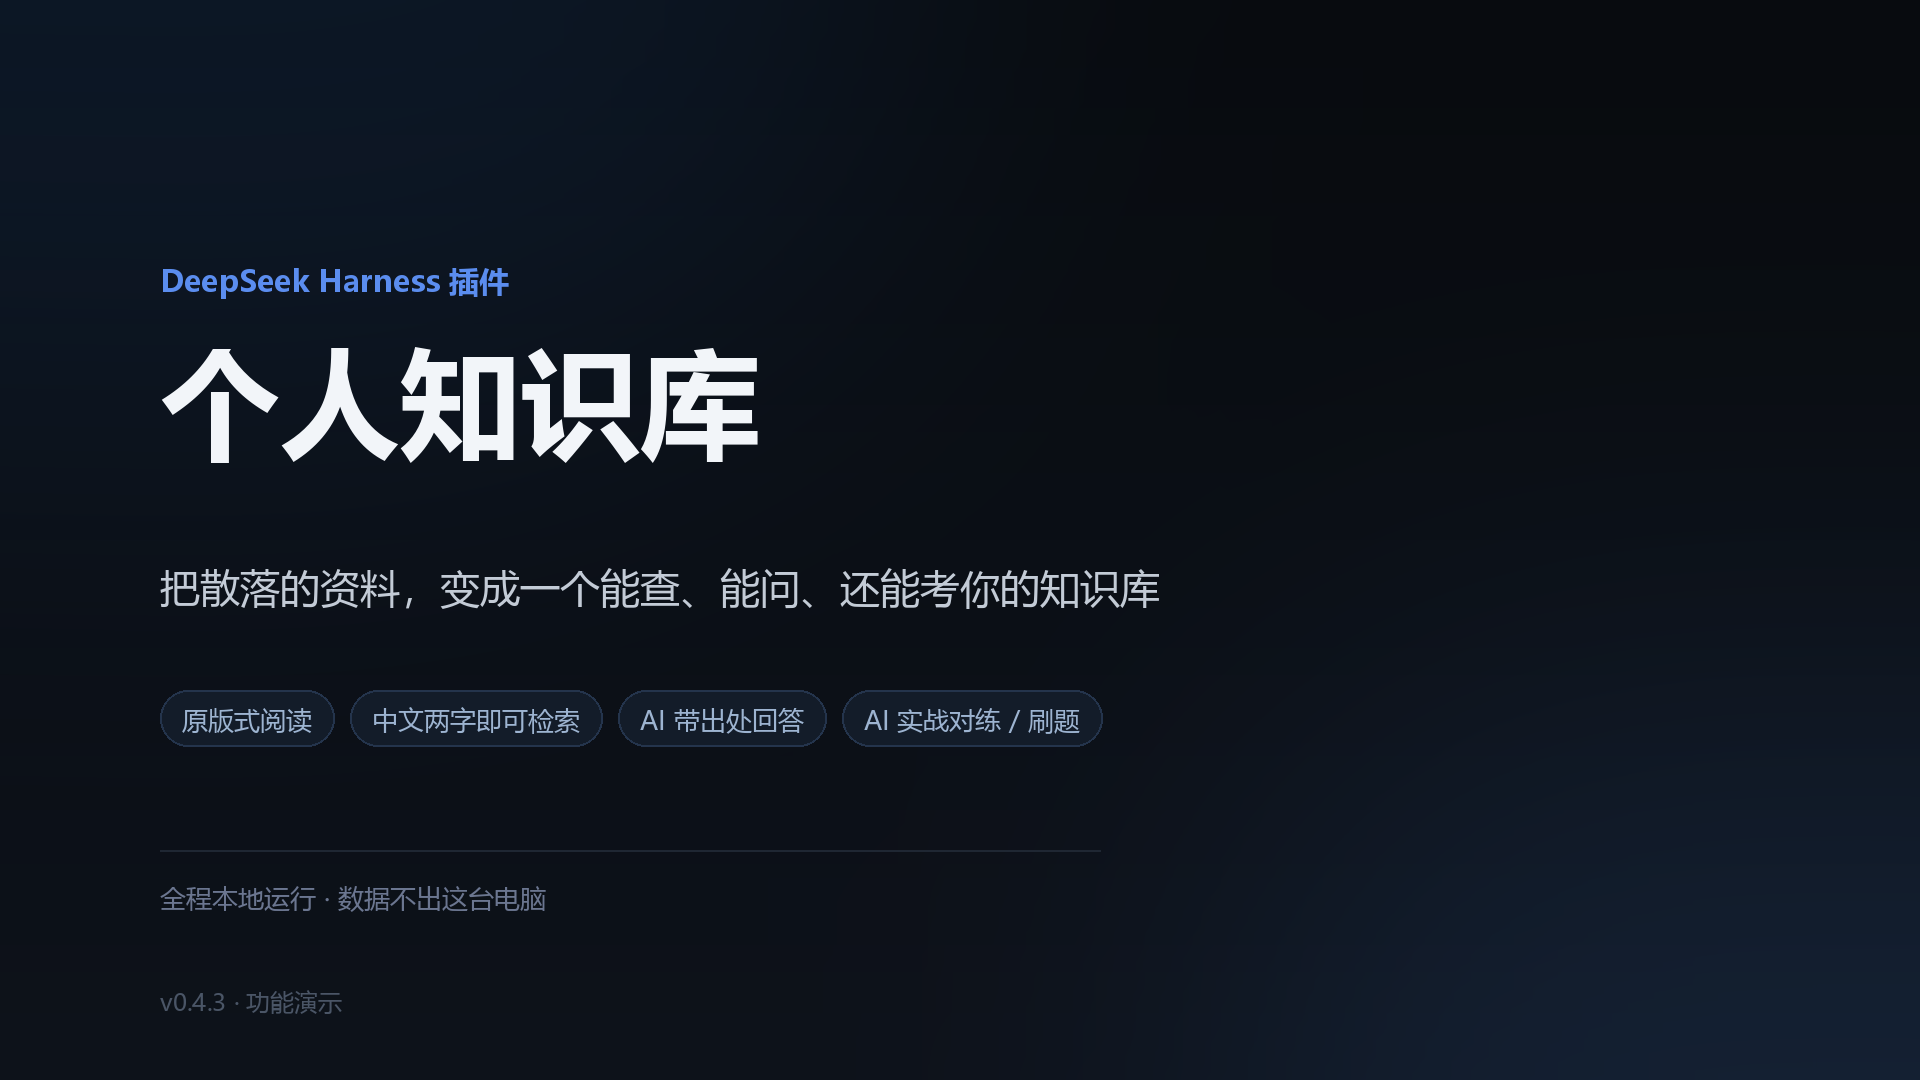 DeepSeek Harness 插件
个人知识库
把散落的资料，变成一个能查、能问、还能考你的知识库
原版式阅读
中文两字即可检索
AI 带出处回答
AI 实战对练 / 刷题
全程本地运行 · 数据不出这台电脑
v0.4.3 · 功能演示